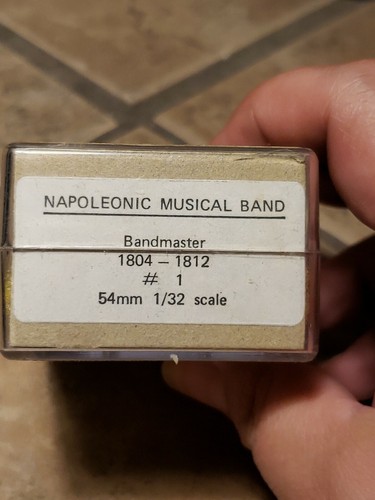 NAPOLEONIC MUSICAL BAND
Bandmaster
1804 – 1812
# 1
54mm 1/32 scale